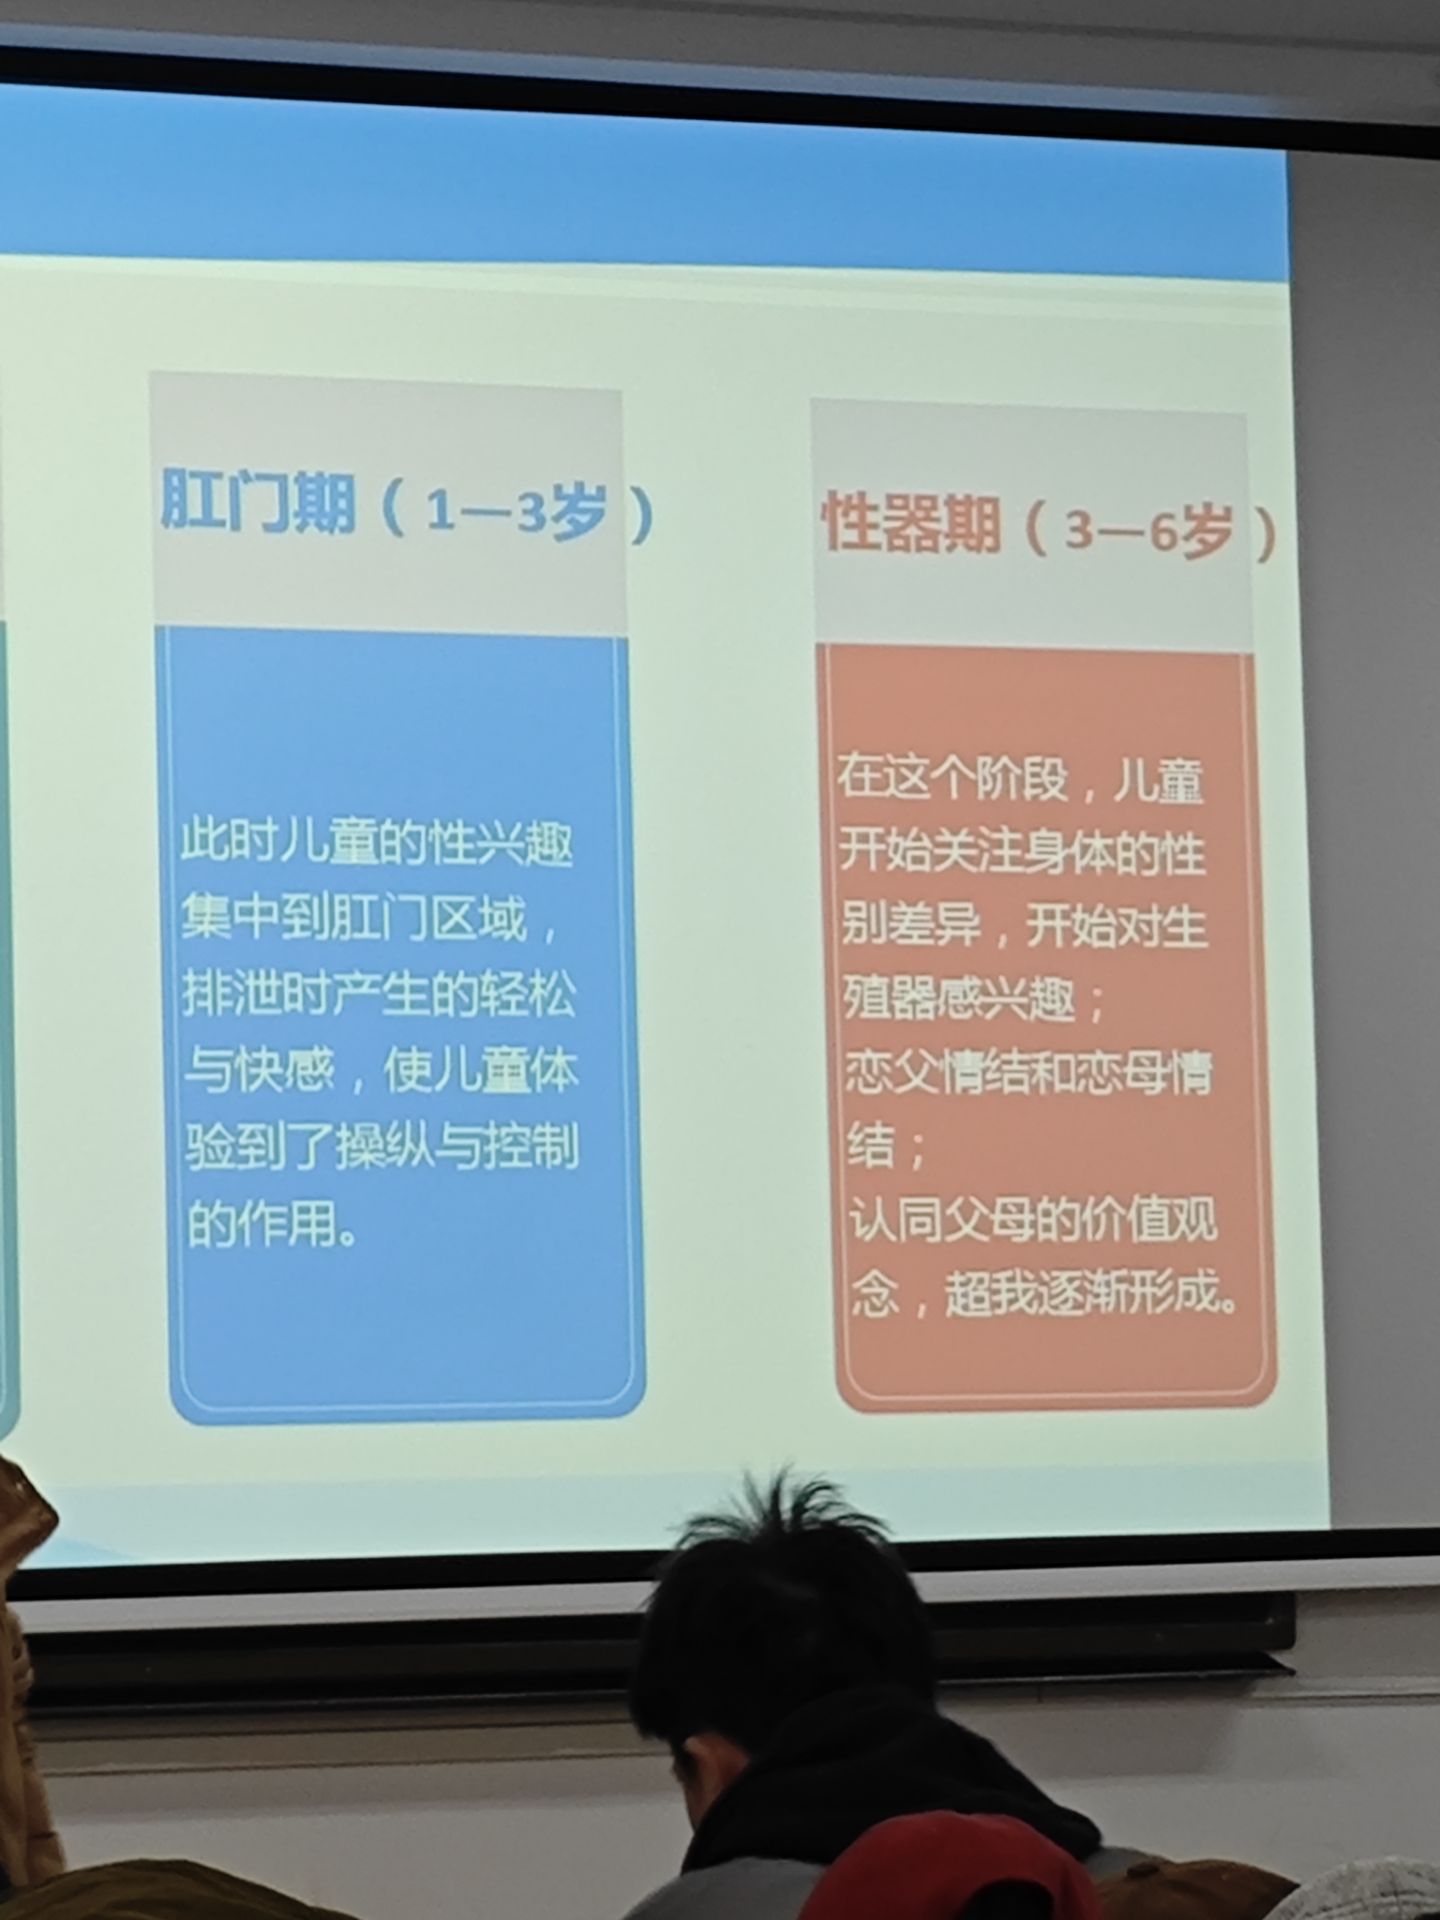 肛门期（1—3岁）
此时儿童的性兴趣
集中到肛门区域，
排泄时产生的轻松
与快感，使儿童体
验到了操纵与控制
的作用。
性器期（3—6岁）
在这个阶段，儿童
开始关注身体的性
别差异，开始对生
殖器感兴趣；
恋父情结和恋母情
结；
认同父母的价值观
念，超我逐渐形成。